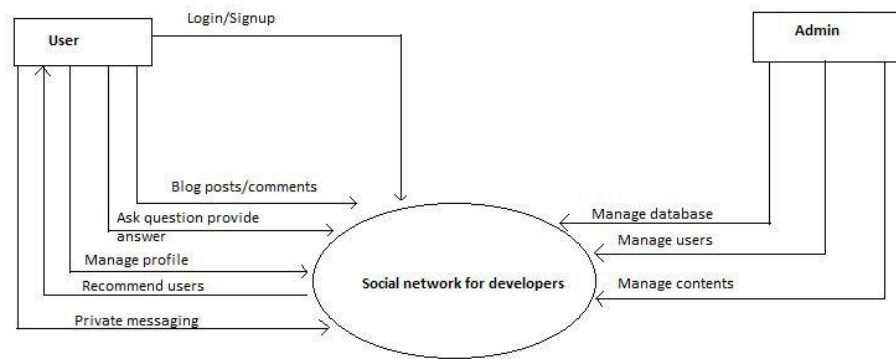 Login/Signup
User
Admin
Blog posts/comments
Ask question provide
answer
Manage profile
Recommend users
Private messaging
Social network for developers
Manage database
Manage users
Manage contents